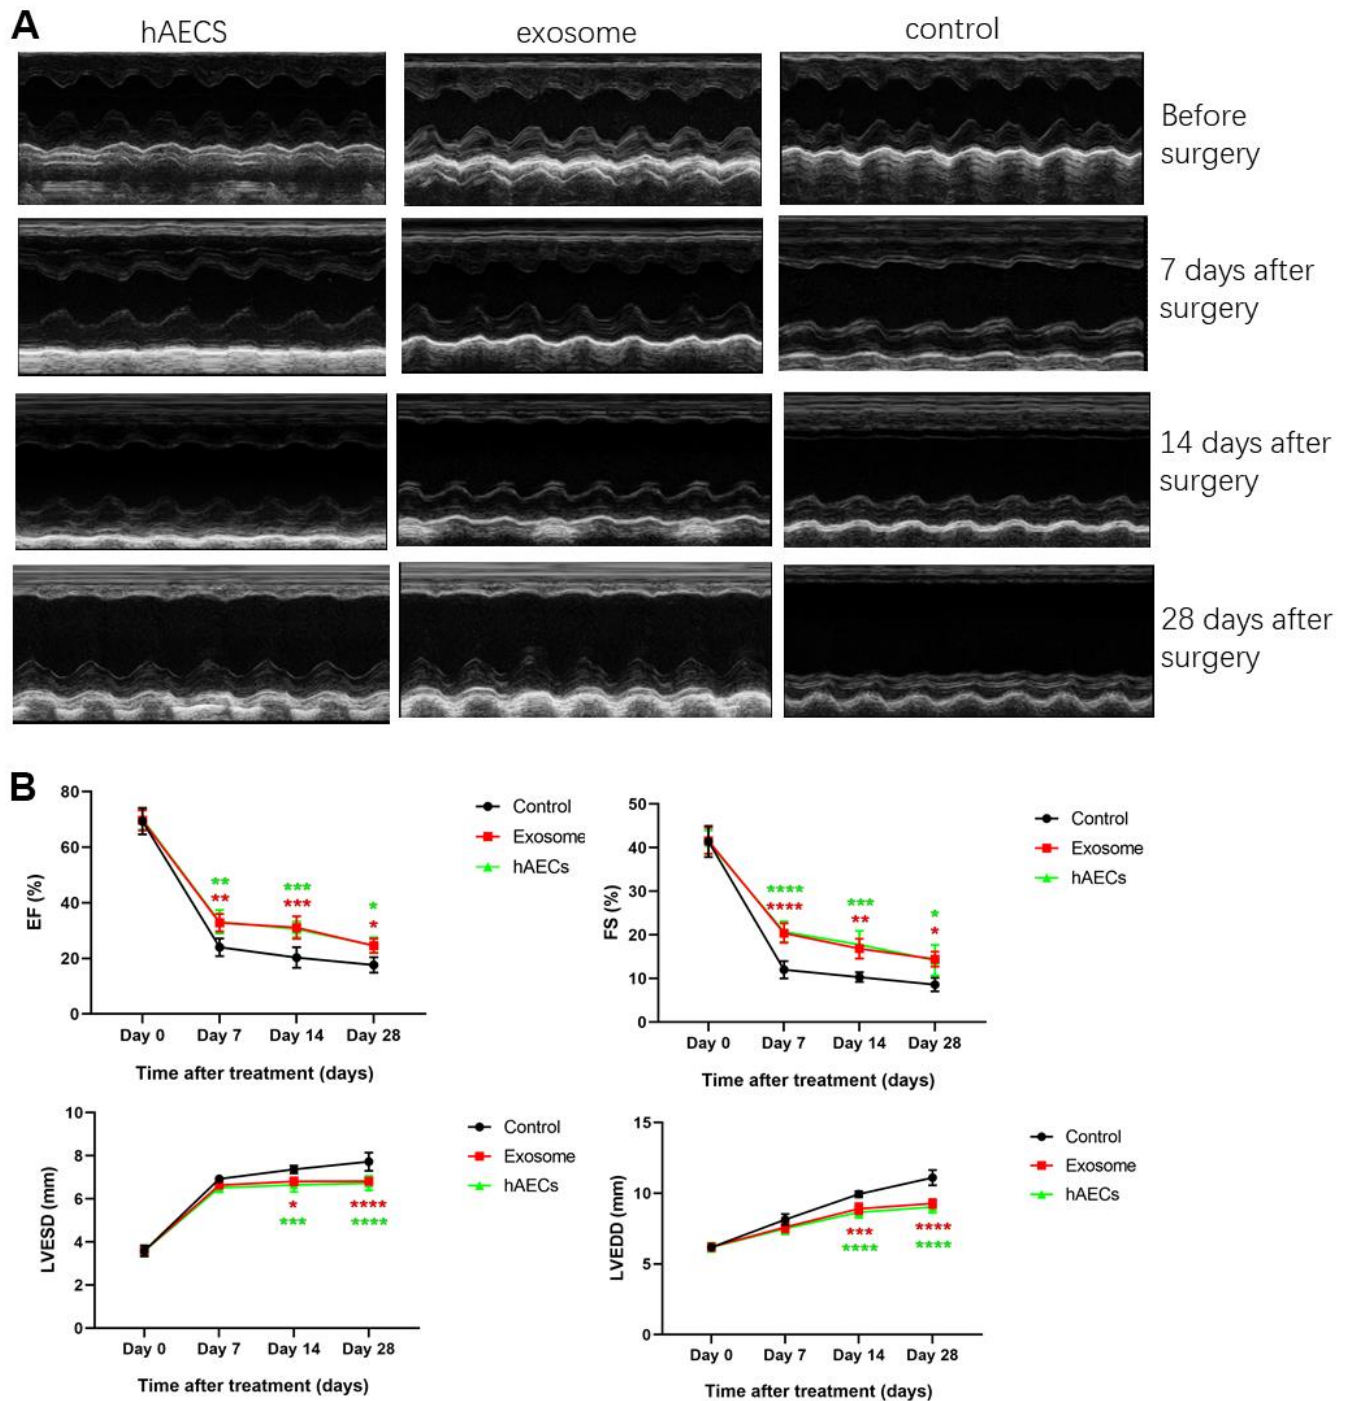 A
hAECS
exosome
control
Before
surgery
7 days after
surgery
14 days after
surgery
28 days after
surgery
B
80
60
40
20
0
EF (%)
**
**
***
***
*
*
Day 0 Day 7 Day 14 Day 28
Time after treatment (days)
Control
Exosome
hAECs
50
40
30
20
10
0
FS (%)
****
****
***
**
*
*
Day 0 Day 7 Day 14 Day 28
Time after treatment (days)
Control
Exosome
hAECs
10
8
6
4
2
0
LVESD (mm)
*
***
****
****
Day 0 Day 7 Day 14 Day 28
Time after treatment (days)
Control
Exosome
hAECs
15
10
5
0
LVEDD (mm)
***
****
****
****
Day 0 Day 7 Day 14 Day 28
Time after treatment (days)
Control
Exosome
hAECs